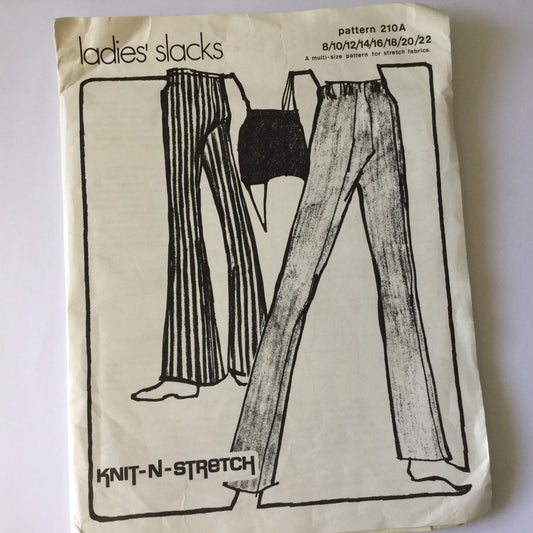 ladies' slacks
pattern 210A
8/10/12/14/16/18/20/22
A multi-size pattern for stretch fabrics.
KNIT-N-STRETCH